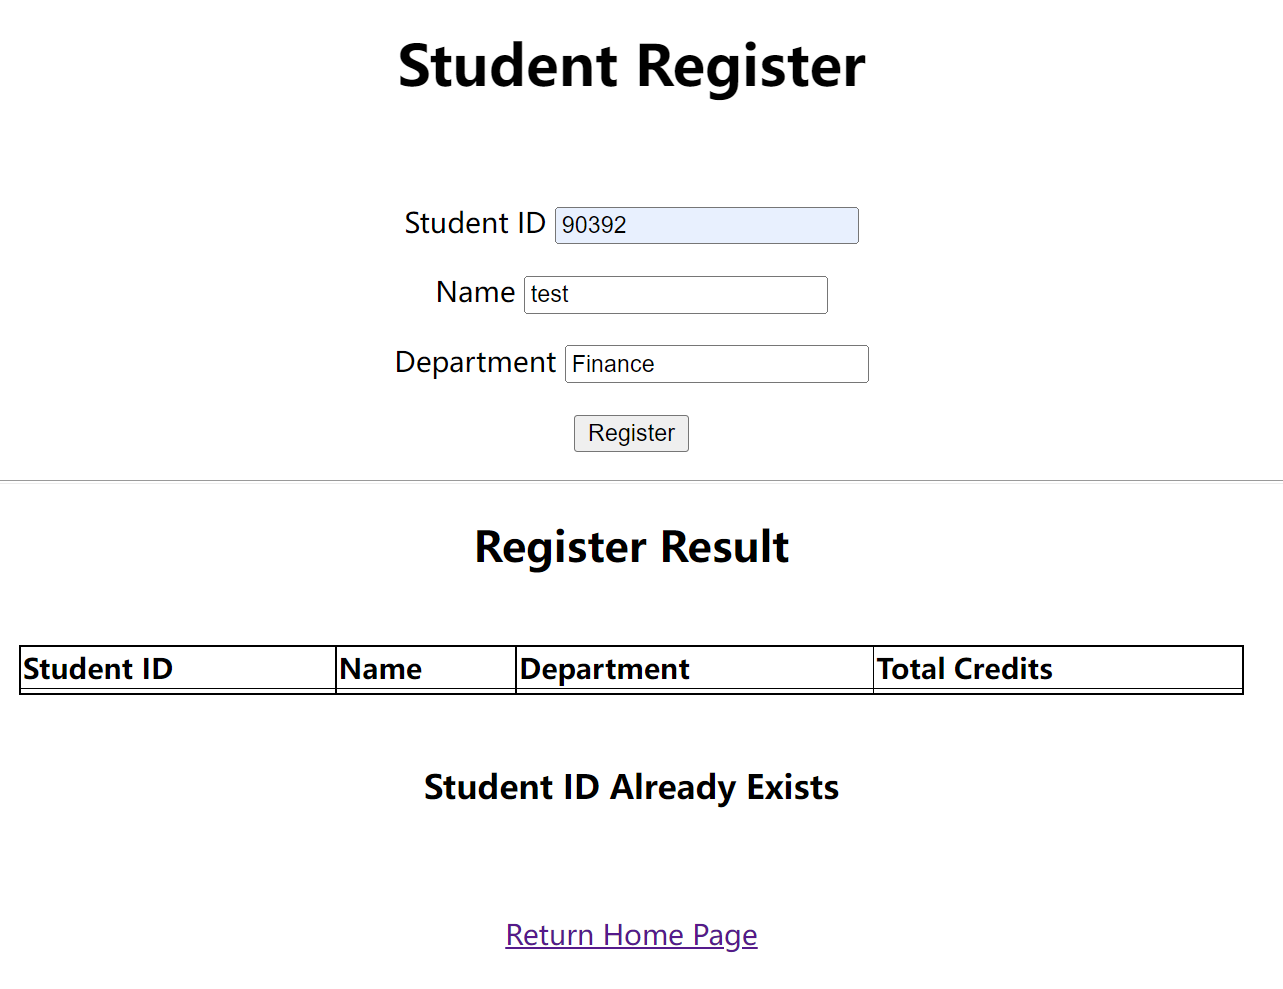 Student Register
Student ID 90392
Name test
Department Finance
Register
Register Result
Student ID Name Department Total Credits
Student ID Already Exists
Return Home Page